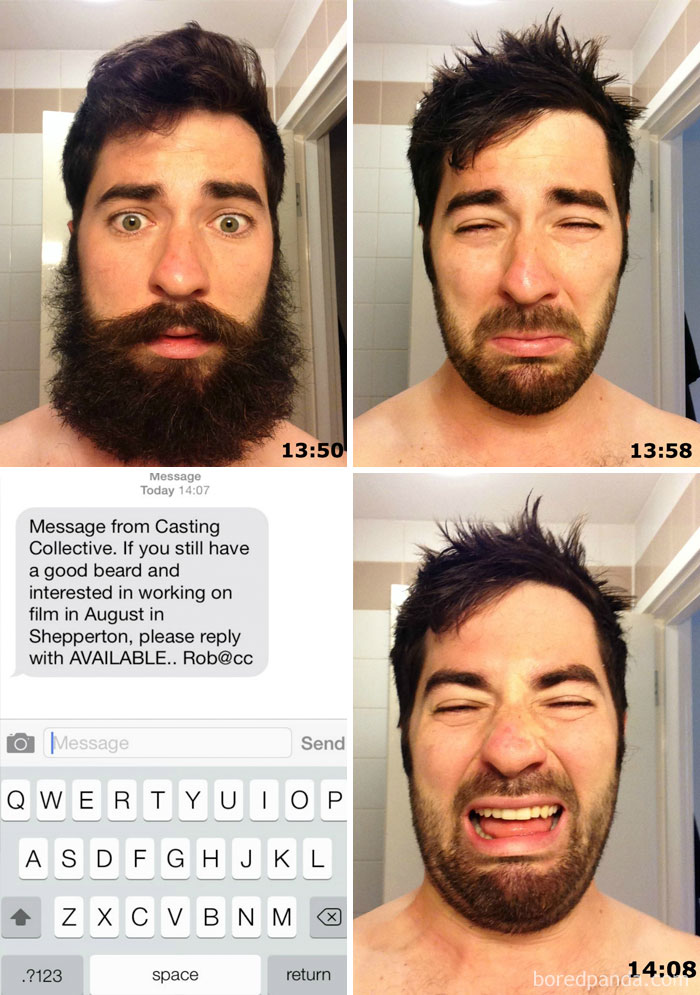 13:50
13:58
Message
Today 14:07
Message from Casting
Collective. If you still have
a good beard and
interested in working on
film in August in
Shepperton, please reply
with AVAILABLE.. Rob@cc
Message
Send
Q W E R T Y U I O P
A S D F G H J K L
Z X C V B N M
.?123
space
return
14:08
boredpanda.com